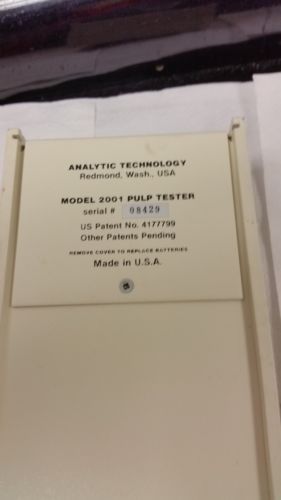 ANALYTIC TECHNOLOGY
Redmond, Wash., USA
MODEL 2001 PULP TESTER
serial # 08429
US Patent No. 4177799
Other Patents Pending
REMOVE COVER TO REPLACE BATTERIES
Made in U.S.A.